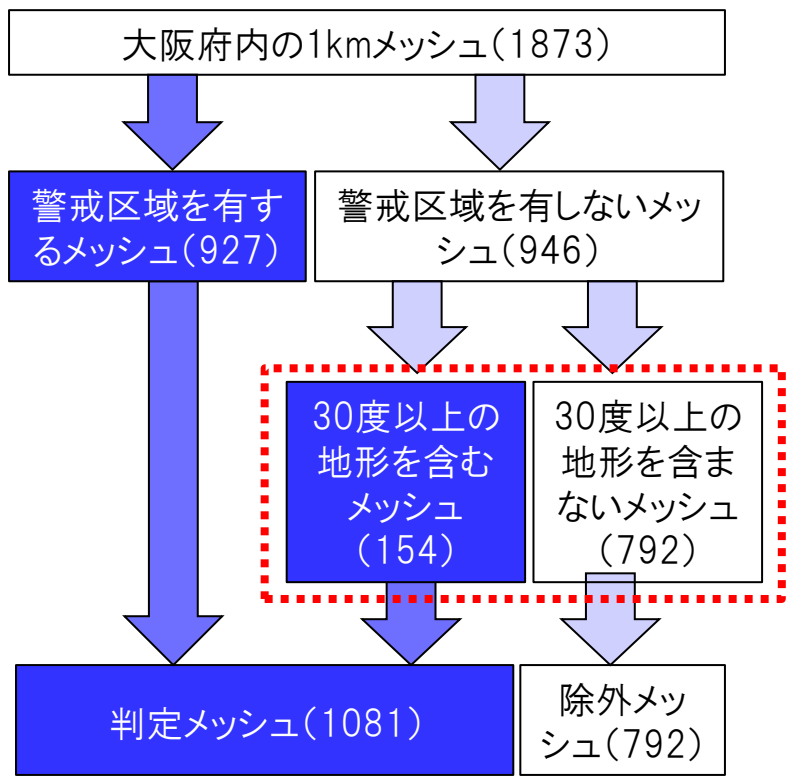 大阪府内の1kmメッシュ(1873)
警戒区域を有す
るメッシュ(927)
警戒区域を有しないメッ
シュ(946)
30度以上の
地形を含む
メッシュ
(154)
30度以上の
地形を含ま
ないメッシュ
(792)
判定メッシュ(1081)
除外メッ
シュ(792)